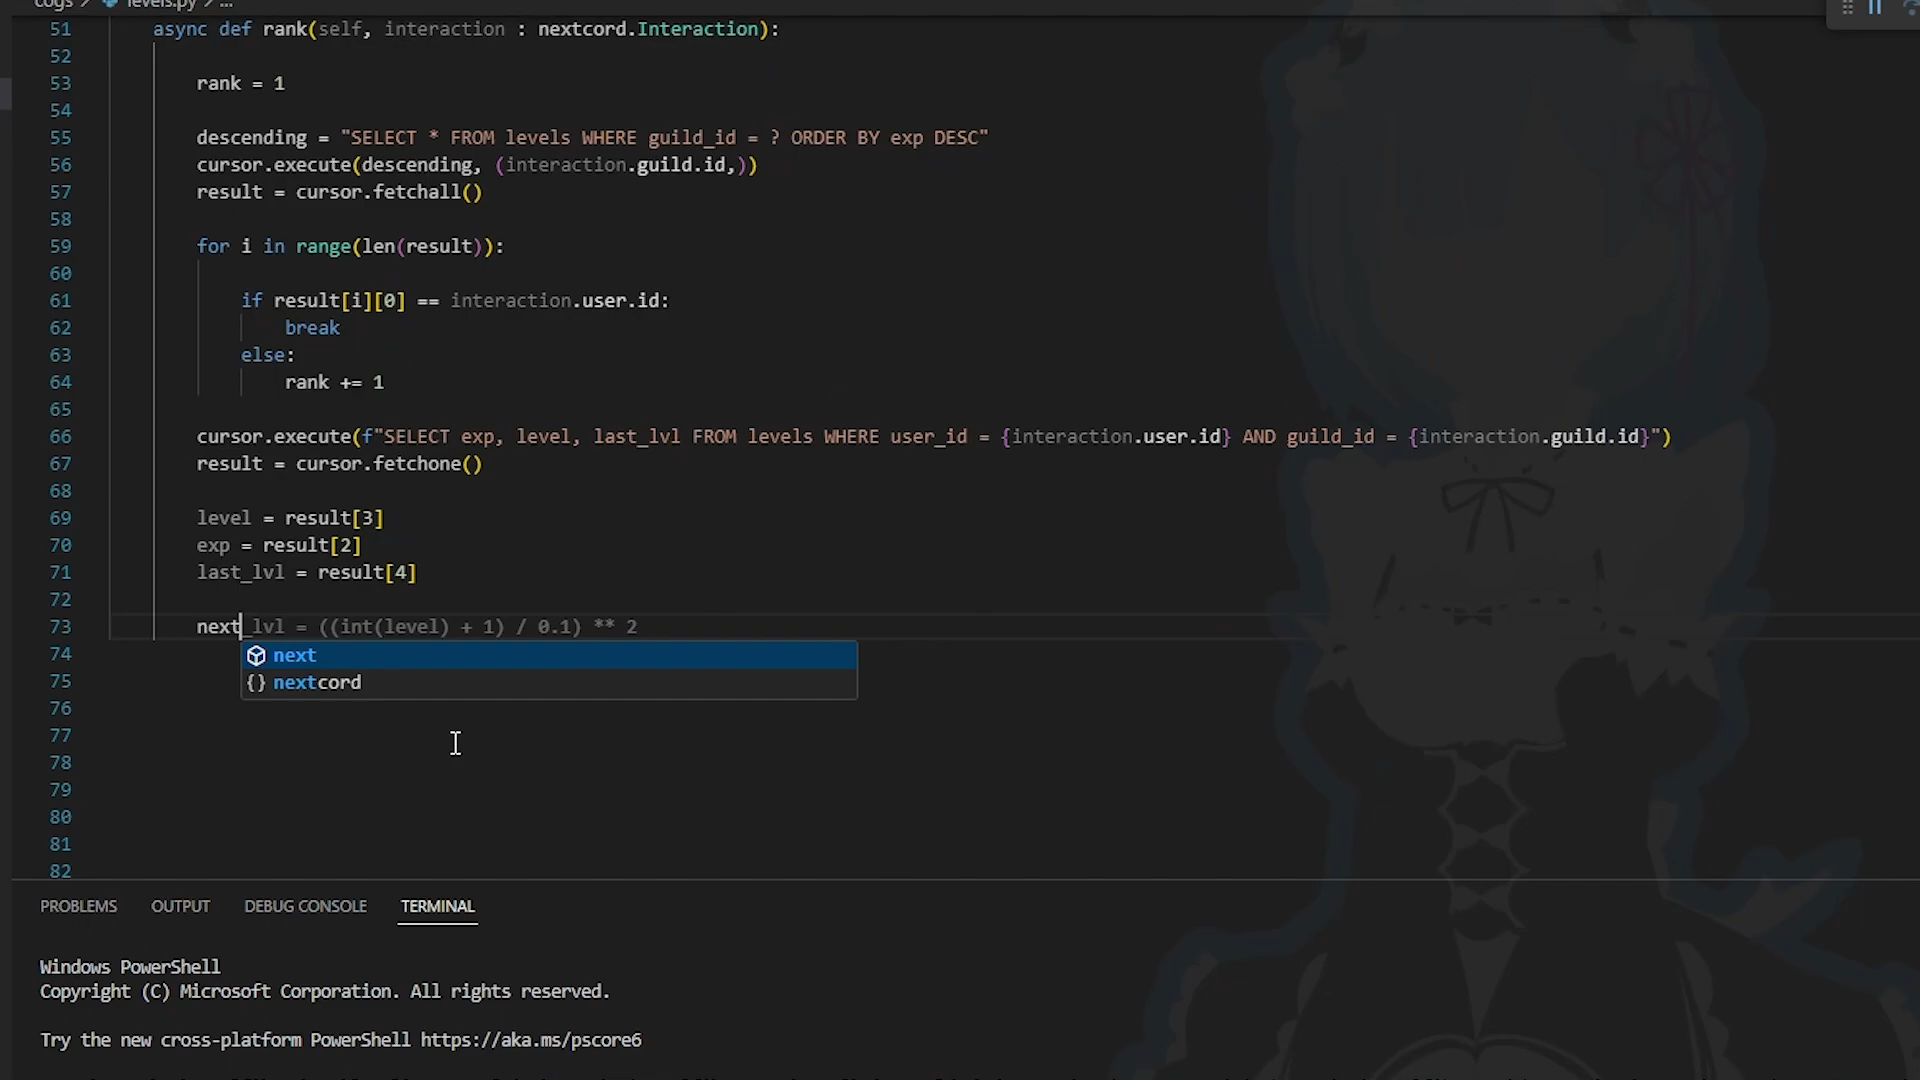 cogs > levels.py > ...
51 async def rank(self, interaction : nextcord.Interaction):
52
53 rank = 1
54
55 descending = "SELECT * FROM levels WHERE guild_id = ? ORDER BY exp DESC"
56 cursor.execute(descending, (interaction.guild.id,))
57 result = cursor.fetchall()
58
59 for i in range(len(result)):
60
61 if result[i][0] == interaction.user.id:
62 break
63 else:
64 rank += 1
65
66 cursor.execute(f"SELECT exp, level, last_lvl FROM levels WHERE user_id = {interaction.user.id} AND guild_id = {interaction.guild.id}")
67 result = cursor.fetchone()
68
69 level = result[3]
70 exp = result[2]
71 last_lvl = result[4]
72
73 next_lvl = ((int(level) + 1) / 0.1) ** 2
74 next
75 {} nextcord
76
77
78
79
80
81
82
PROBLEMS OUTPUT DEBUG CONSOLE TERMINAL
Windows PowerShell
Copyright (C) Microsoft Corporation. All rights reserved.
Try the new cross-platform PowerShell https://aka.ms/pscore6